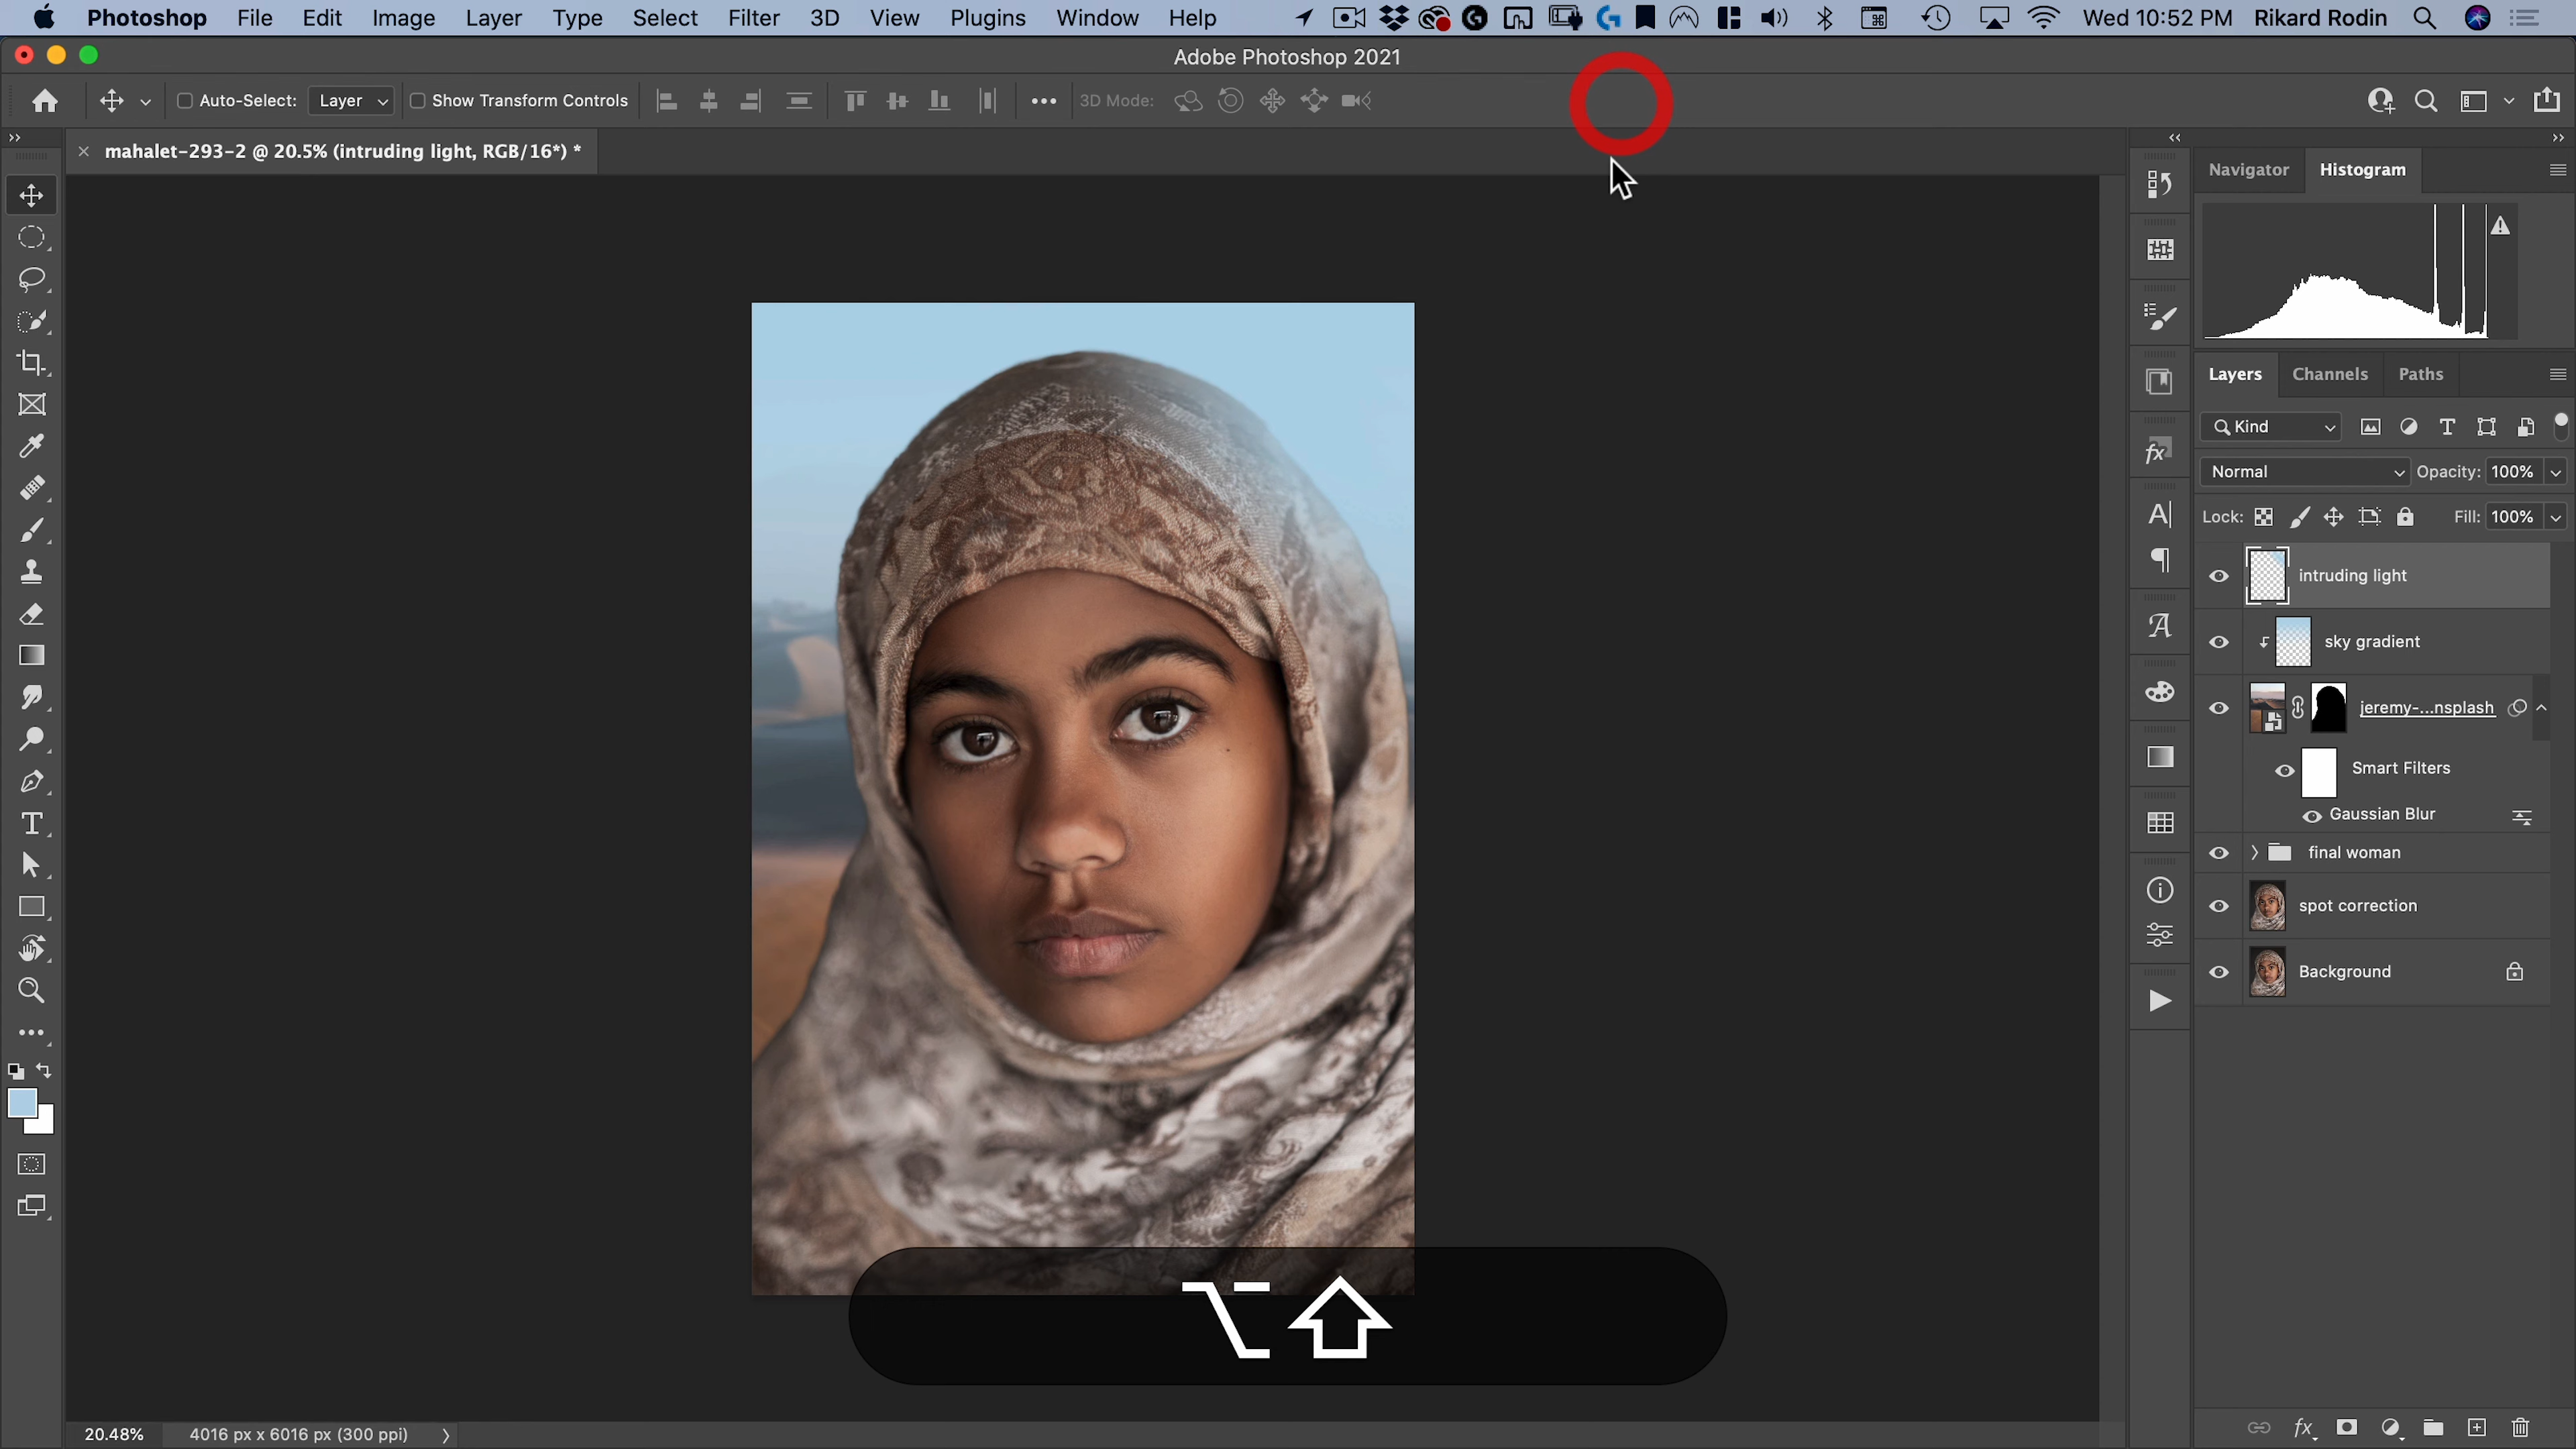 Photoshop File Edit Image Layer Type Select Filter 3D View Plugins Window Help Wed 10:52 PM Rikard Rodin
Adobe Photoshop 2021
Auto-Select: Layer Show Transform Controls 3D Mode:
mahalet-293-2 @ 20.5% (intruding light, RGB/16*) *
Navigator Histogram
Layers Channels Paths
Kind
Normal Opacity: 100%
Lock: Fill: 100%
intruding light
sky gradient
jeremy-...nsplash
Smart Filters
Gaussian Blur
final woman
spot correction
Background
20.48% 4016 px x 6016 px (300 ppi)